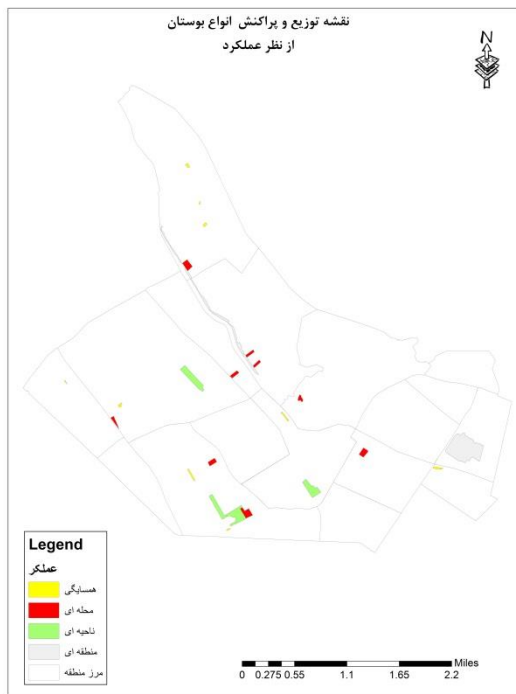 نقشه توزیع و پراکنش انواع بوستان
از نظر عملکرد
N
Legend
عملکر
همسایگی
محله ای
ناحیه ای
منطقه ای
مرز منطقه
Miles
0 0.275 0.55 1.1 1.65 2.2